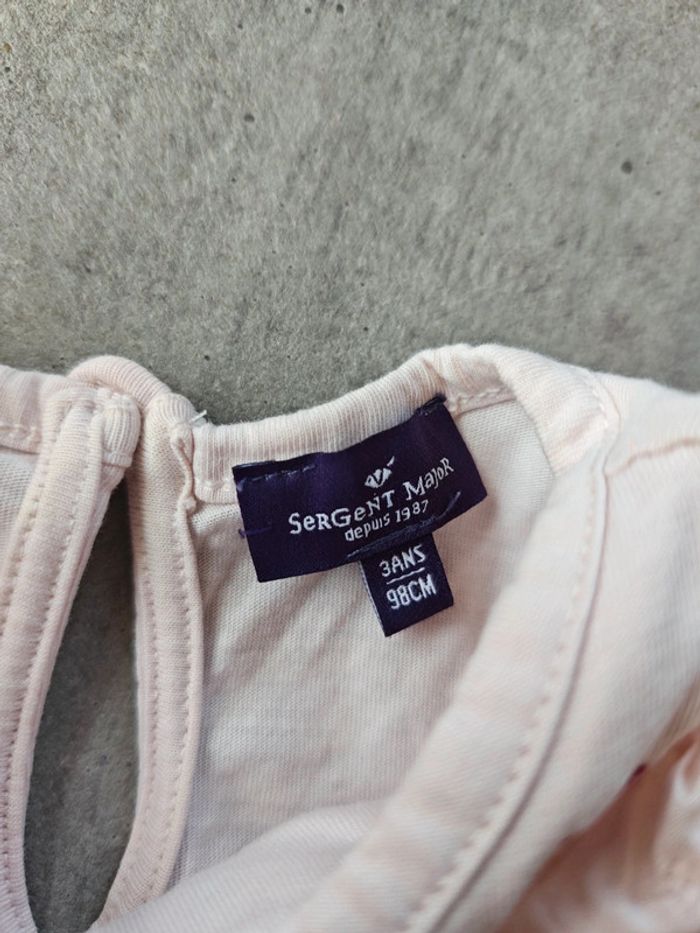 SeRGeNT MaJoR
depuis 1987
3ANS
98CM